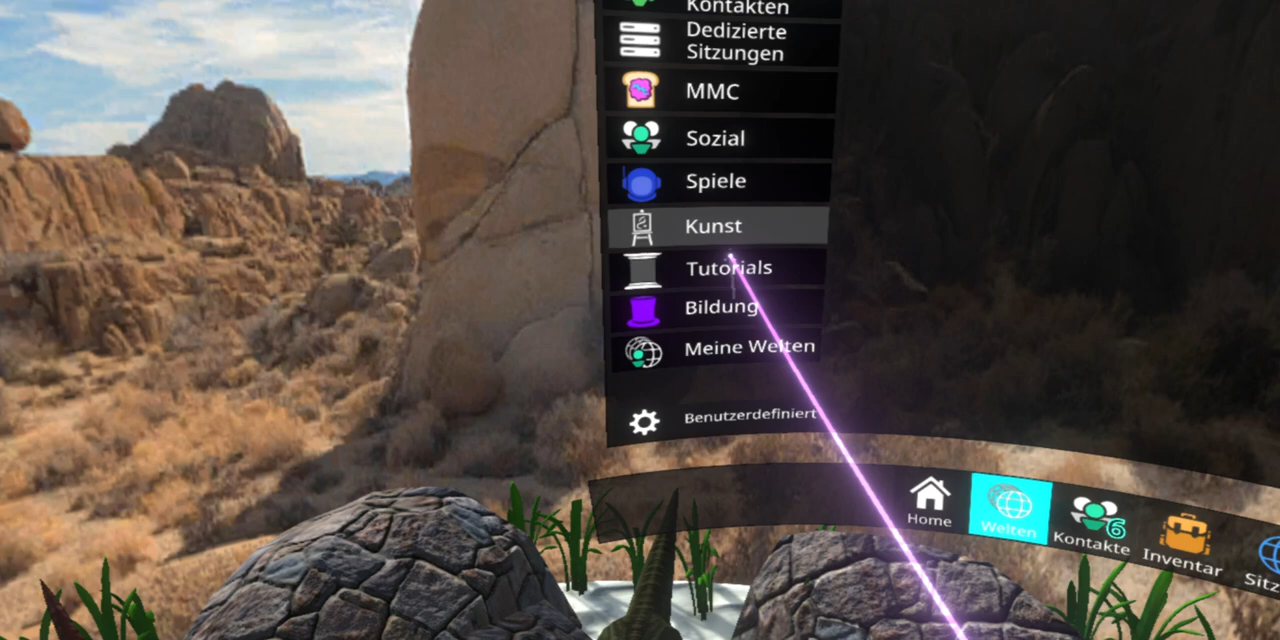 Kontakten
Dedizierte
Sitzungen
MMC
Sozial
Spiele
Kunst
Tutorials
Bildung
Meine Welten
Benutzerdefiniert
Home
Welten
Kontakte
6
Inventar
Sitz